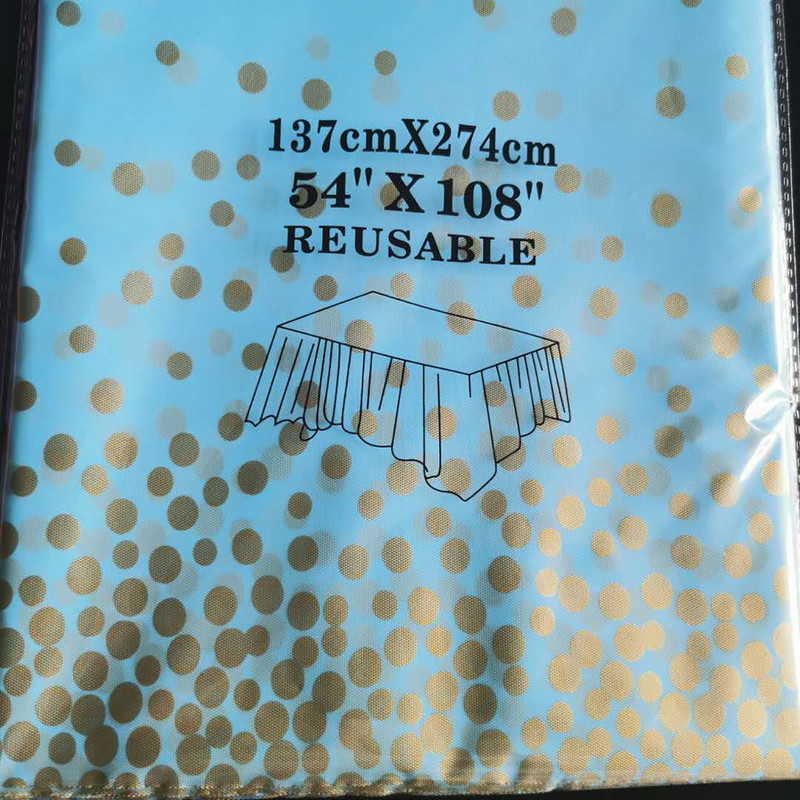 137cmX274cm
54" X 108"
REUSABLE